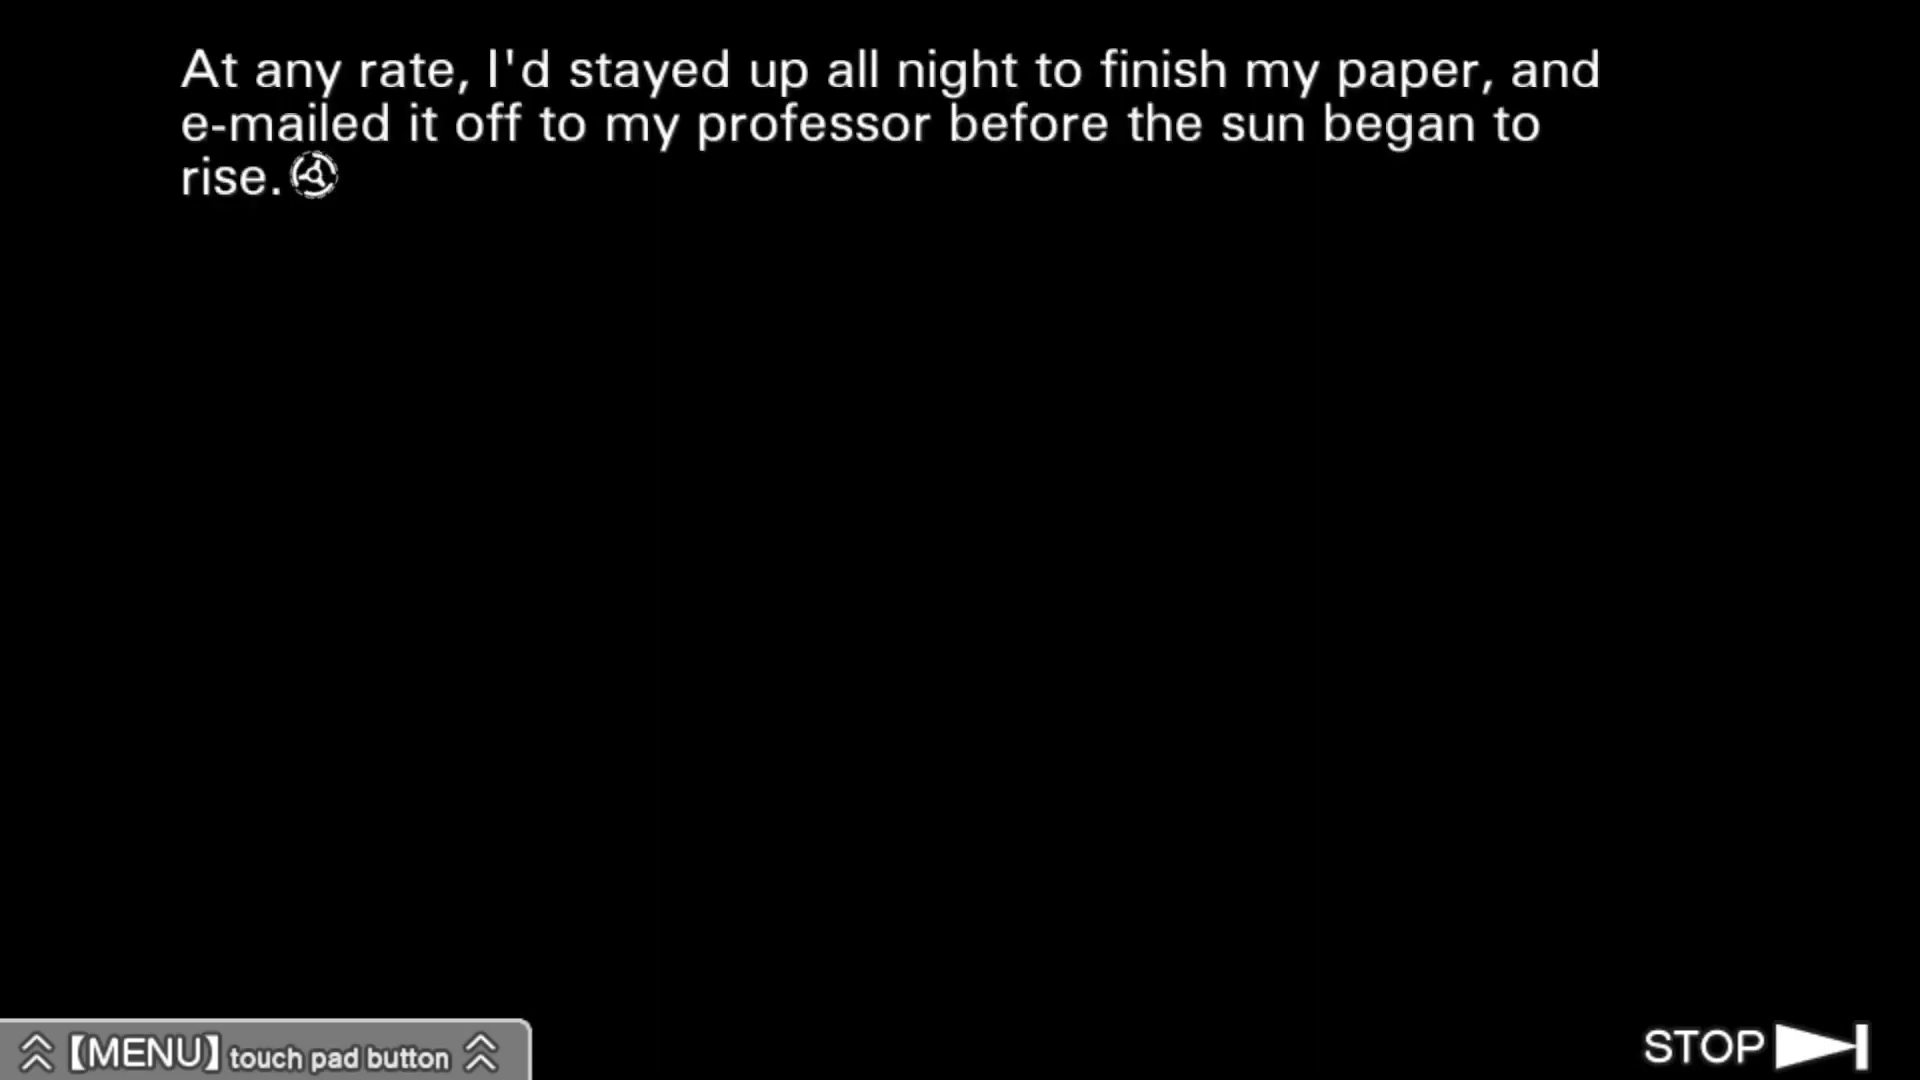 At any rate, I'd stayed up all night to finish my paper, and
e-mailed it off to my professor before the sun began to
rise.
【MENU】 touch pad button
STOP